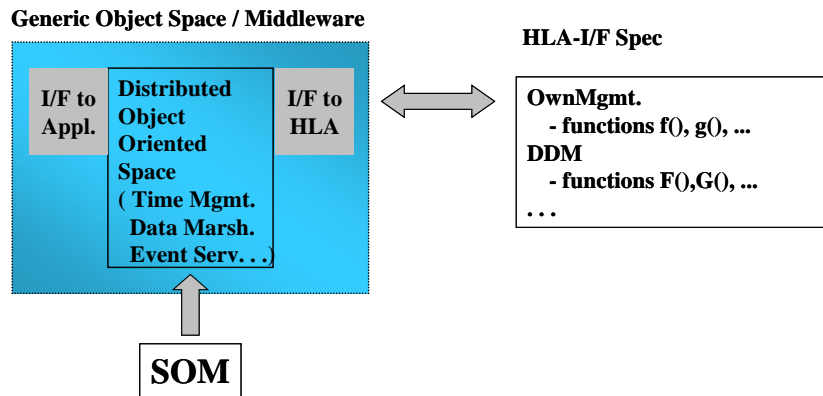 Generic Object Space / Middleware
HLA-I/F Spec
I/F to
Appl.
Distributed
Object
Oriented
Space
( Time Mgmt.
Data Marsh.
Event Serv. . .)
I/F to
HLA
OwnMgmt.
- functions f(), g(), ...
DDM
- functions F(),G(), ...
. . .
SOM